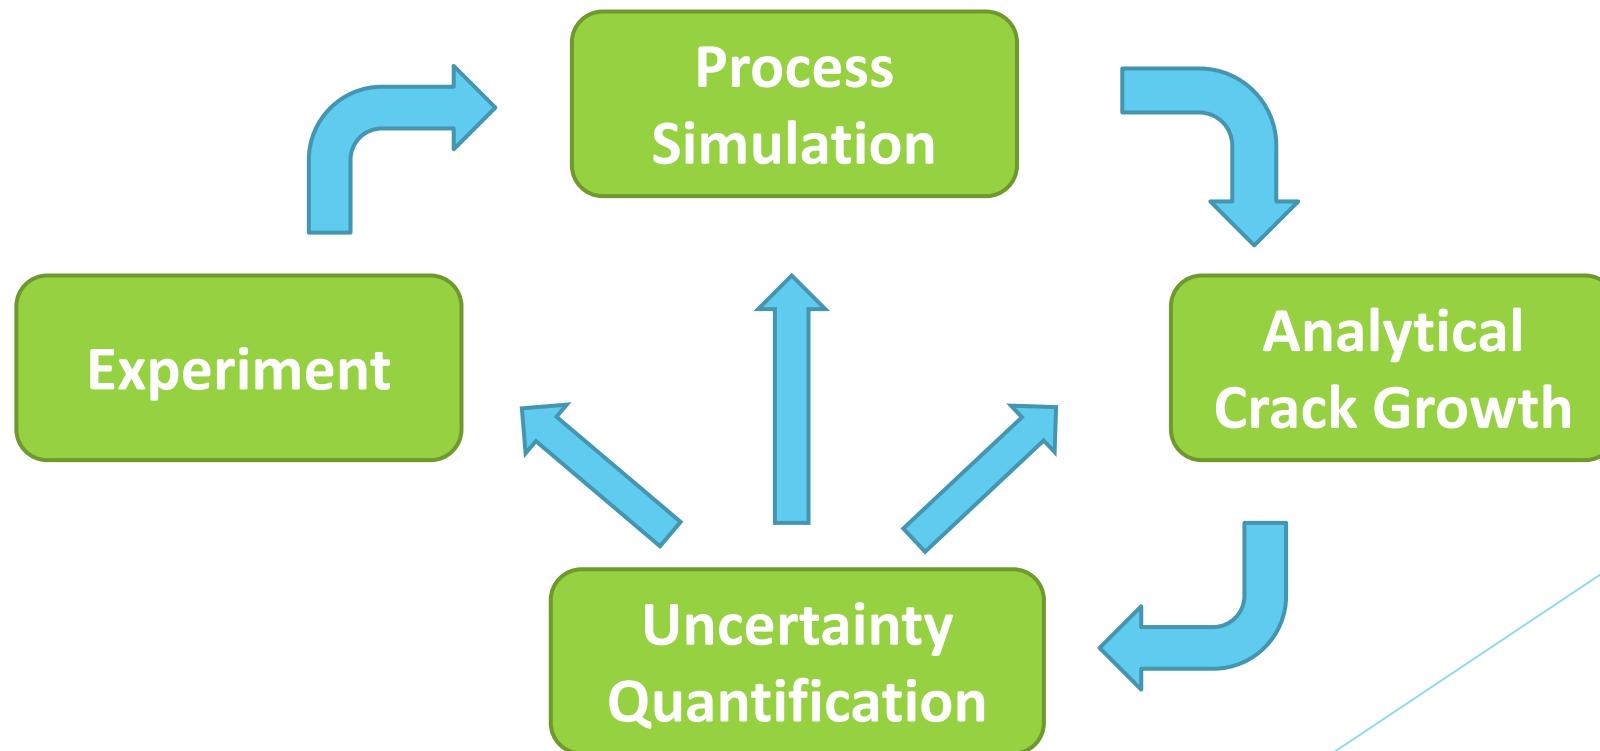 Process
Simulation
Experiment
Analytical
Crack Growth
Uncertainty
Quantification